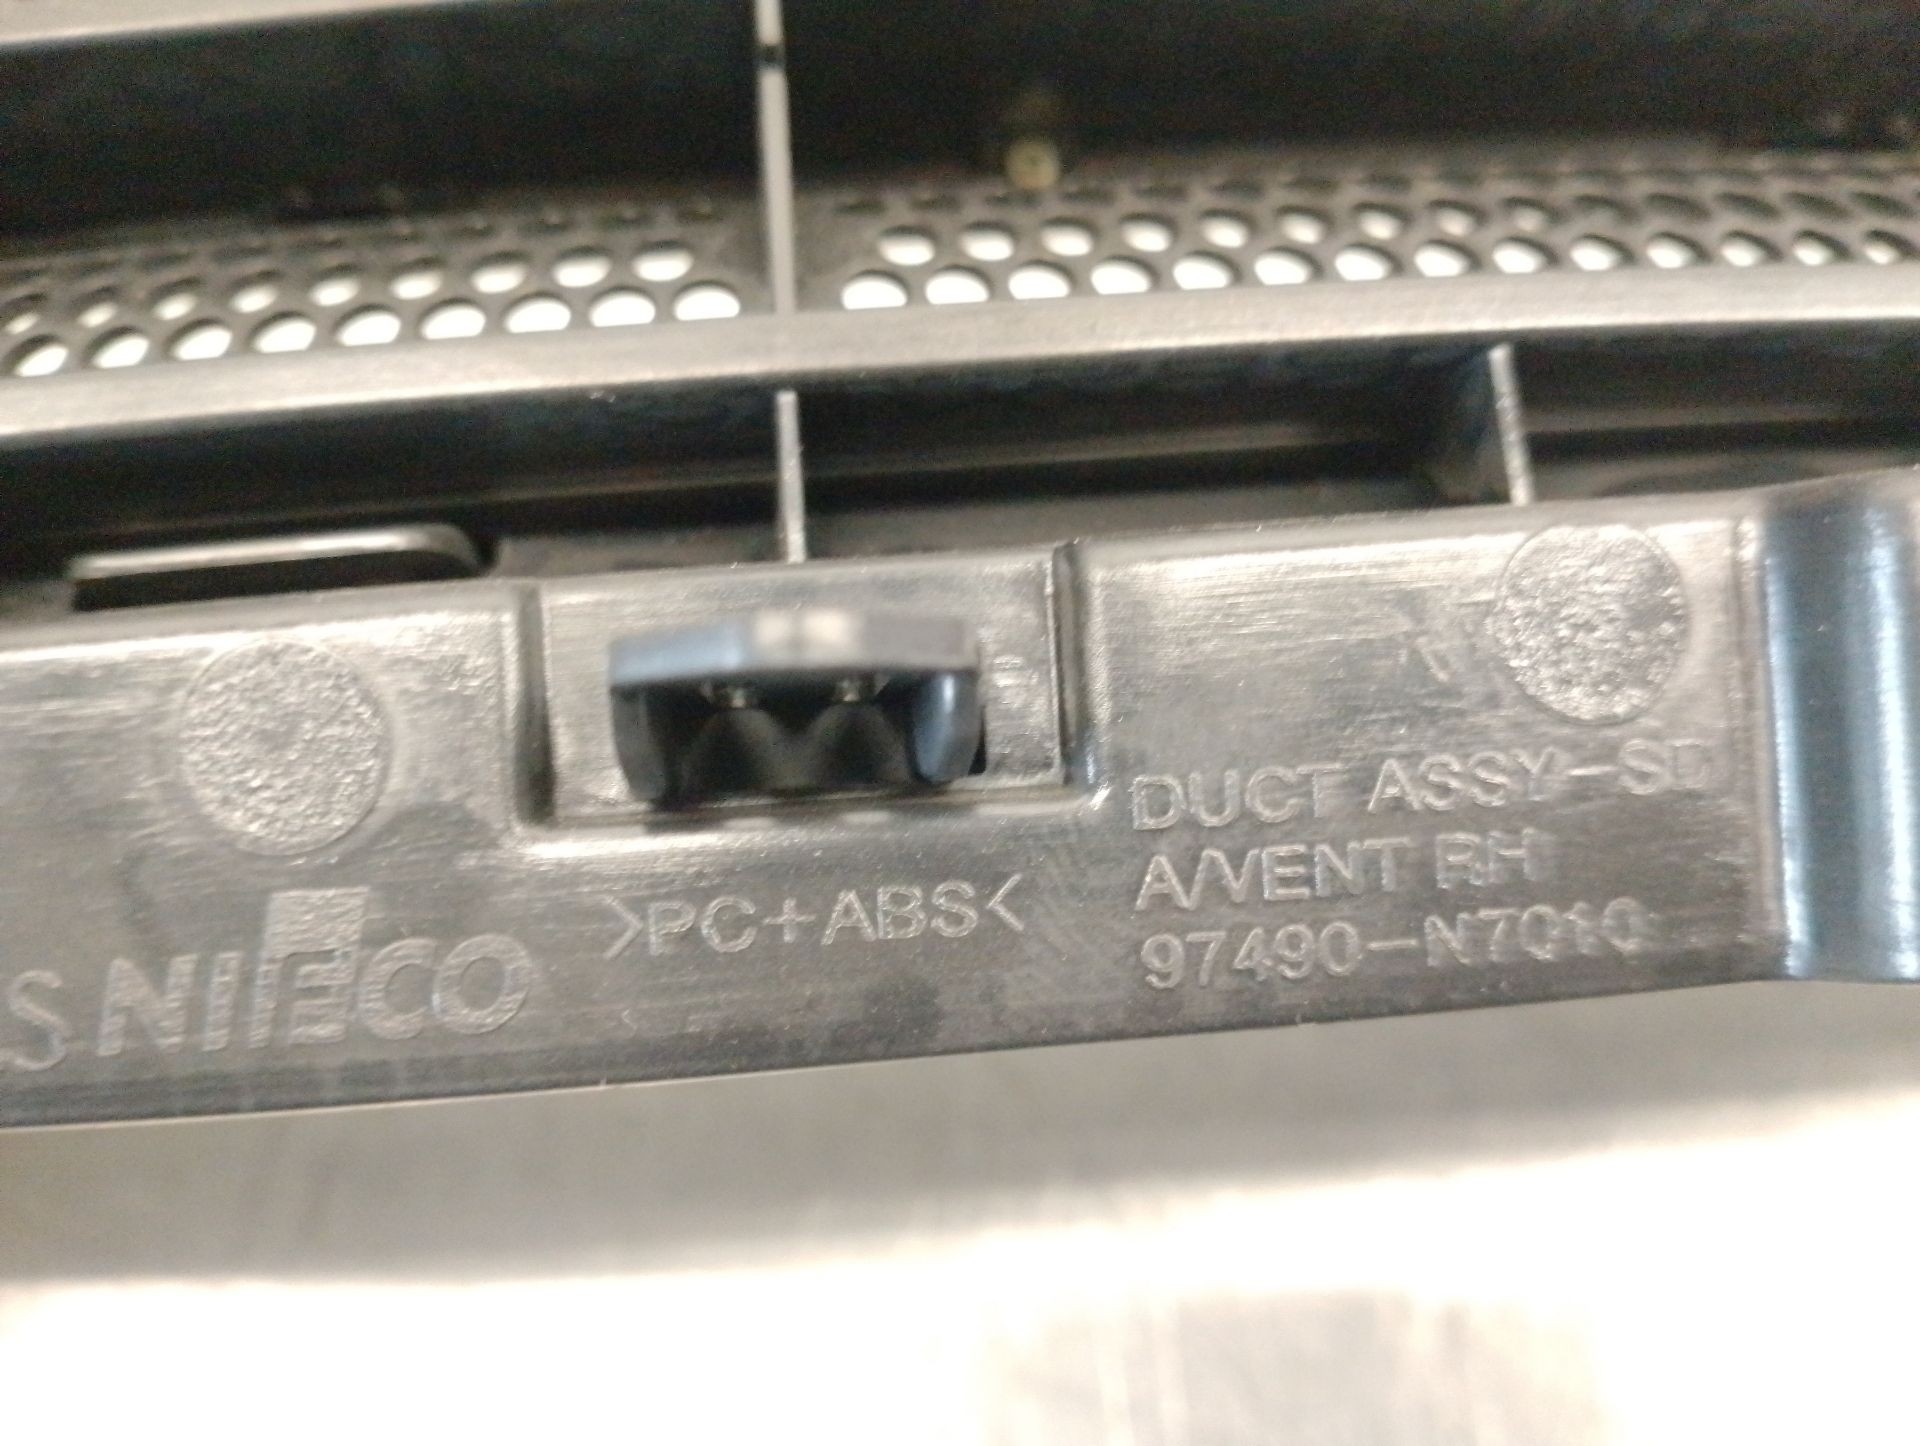 DUCT ASSY-SD
A/VENT RH
97490-N7010
>PC+ABS<
NIFCO